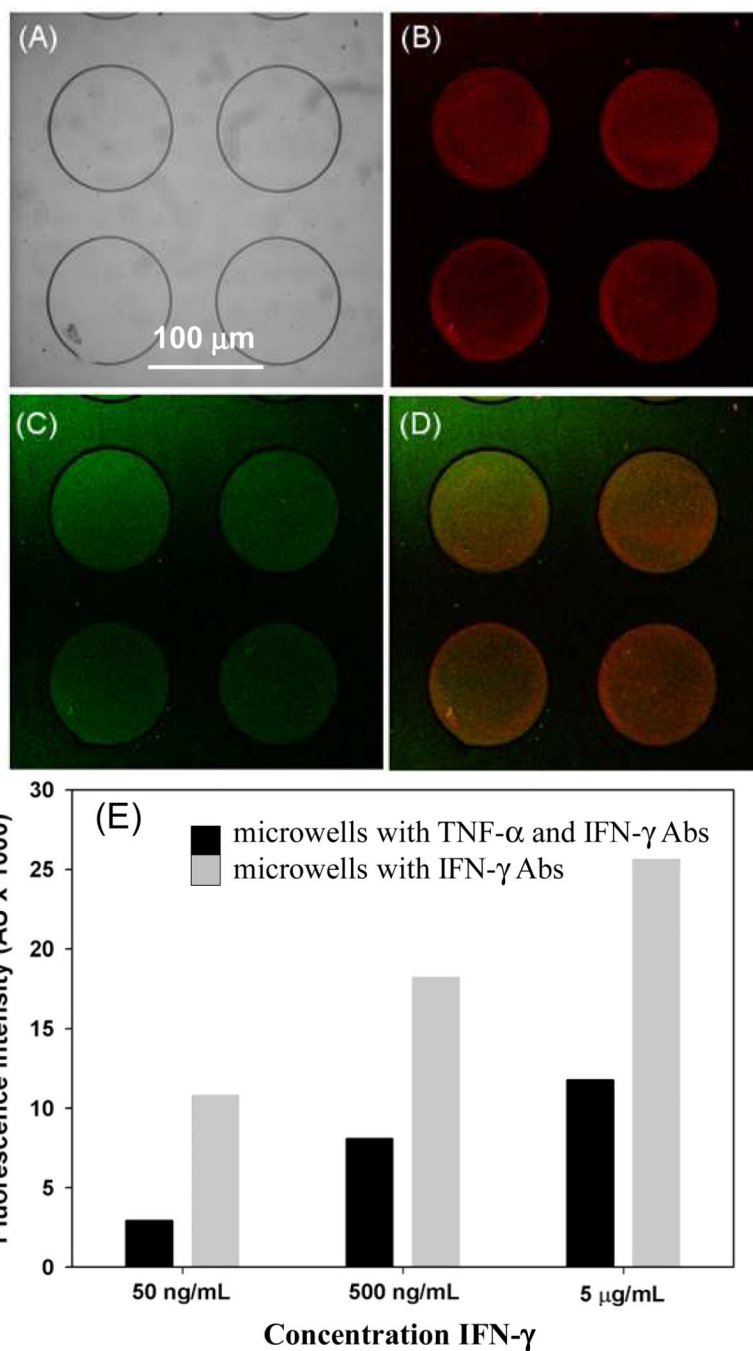 (A)
(B)
100 μm
(C)
(D)
(E)
microwells with TNF-α and IFN-γ Abs
microwells with IFN-γ Abs
30
25
20
15
10
5
0
50 ng/mL
500 ng/mL
5 μg/mL
Concentration IFN-γ